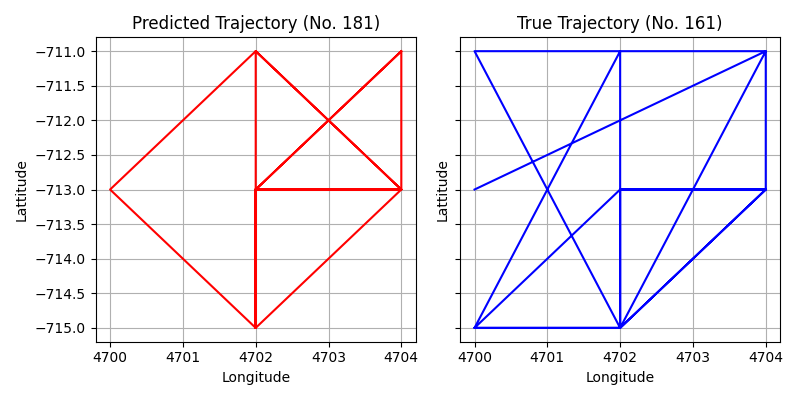 Predicted Trajectory (No. 181)
Lattitude
−711.0
−711.5
−712.0
−712.5
−713.0
−713.5
−714.0
−714.5
−715.0
4700 4701 4702 4703 4704
Longitude
True Trajectory (No. 161)
Lattitude
4700 4701 4702 4703 4704
Longitude